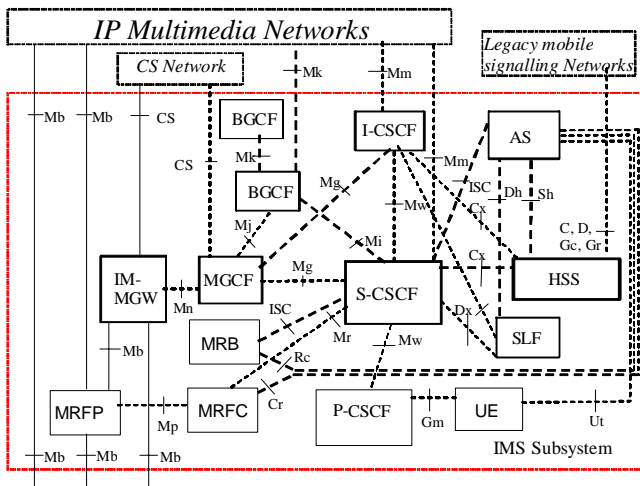 IP Multimedia Networks
CS Network
Legacy mobile
signalling Networks
Mb
Mb
CS
CS
Mk
Mm
BGCF
I-CSCF
AS
Mk
Mm
BGCF
Mg
ISC
Cx
Dh
Sh
Mw
C, D,
Gc, Gr
Mj
Mi
IM-
MGW
Mn
MGCF
Mg
S-CSCF
Cx
HSS
ISC
Mr
Dx
SLF
Mb
MRB
Rc
Mw
MRFP
Mp
MRFC
Cr
P-CSCF
Gm
UE
Ut
IMS Subsystem
Mb
Mb
Mb